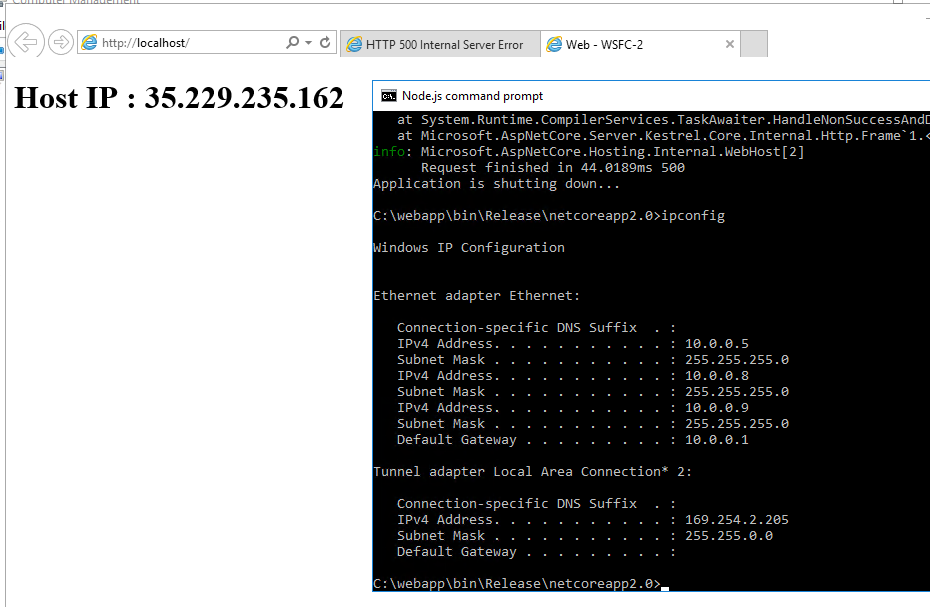 Computer Management
http://localhost/
HTTP 500 Internal Server Error
Web - WSFC-2
Host IP : 35.229.235.162
Node.js command prompt
at System.Runtime.CompilerServices.TaskAwaiter.HandleNonSuccessAndD
at Microsoft.AspNetCore.Server.Kestrel.Core.Internal.Http.Frame`1.<
info: Microsoft.AspNetCore.Hosting.Internal.WebHost[2]
Request finished in 44.0189ms 500
Application is shutting down...
C:\webapp\bin\Release\netcoreapp2.0>ipconfig
Windows IP Configuration
Ethernet adapter Ethernet:
Connection-specific DNS Suffix  . :
IPv4 Address. . . . . . . . . . . : 10.0.0.5
Subnet Mask . . . . . . . . . . . : 255.255.255.0
IPv4 Address. . . . . . . . . . . : 10.0.0.8
Subnet Mask . . . . . . . . . . . : 255.255.255.0
IPv4 Address. . . . . . . . . . . : 10.0.0.9
Subnet Mask . . . . . . . . . . . : 255.255.255.0
Default Gateway . . . . . . . . . : 10.0.0.1
Tunnel adapter Local Area Connection* 2:
Connection-specific DNS Suffix  . :
IPv4 Address. . . . . . . . . . . : 169.254.2.205
Subnet Mask . . . . . . . . . . . : 255.255.0.0
Default Gateway . . . . . . . . . :
C:\webapp\bin\Release\netcoreapp2.0>_